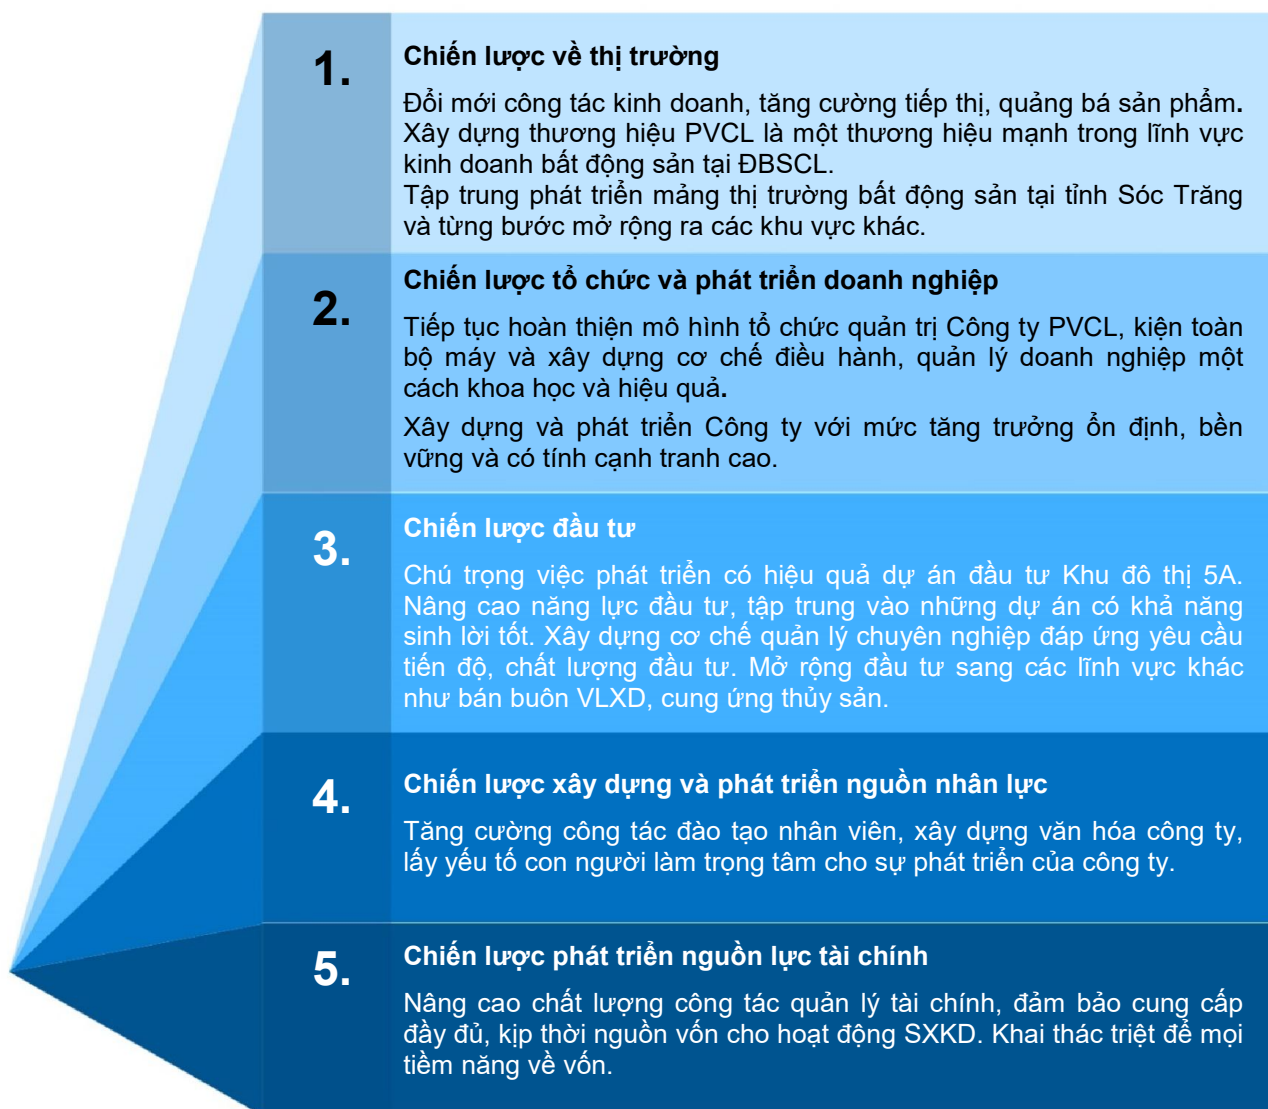 1.
Chiến lược về thị trường
Đổi mới công tác kinh doanh, tăng cường tiếp thị, quảng bá sản phẩm.
Xây dựng thương hiệu PVCL là một thương hiệu mạnh trong lĩnh vực
kinh doanh bất động sản tại ĐBSCL.
Tập trung phát triển mảng thị trường bất động sản tại tỉnh Sóc Trăng
và từng bước mở rộng ra các khu vực khác.
2.
Chiến lược tổ chức và phát triển doanh nghiệp
Tiếp tục hoàn thiện mô hình tổ chức quản trị Công ty PVCL, kiện toàn
bộ máy và xây dựng cơ chế điều hành, quản lý doanh nghiệp một
cách khoa học và hiệu quả.
Xây dựng và phát triển Công ty với mức tăng trưởng ổn định, bền
vững và có tính cạnh tranh cao.
3.
Chiến lược đầu tư
Chú trọng việc phát triển có hiệu quả dự án đầu tư Khu đô thị 5A.
Nâng cao năng lực đầu tư, tập trung vào những dự án có khả năng
sinh lời tốt. Xây dựng cơ chế quản lý chuyên nghiệp đáp ứng yêu cầu
tiến độ, chất lượng đầu tư. Mở rộng đầu tư sang các lĩnh vực khác
như bán buôn VLXD, cung ứng thủy sản.
4.
Chiến lược xây dựng và phát triển nguồn nhân lực
Tăng cường công tác đào tạo nhân viên, xây dựng văn hóa công ty,
lấy yếu tố con người làm trọng tâm cho sự phát triển của công ty.
5.
Chiến lược phát triển nguồn lực tài chính
Nâng cao chất lượng công tác quản lý tài chính, đảm bảo cung cấp
đầy đủ, kịp thời nguồn vốn cho hoạt động SXKD. Khai thác triệt để mọi
tiềm năng về vốn.